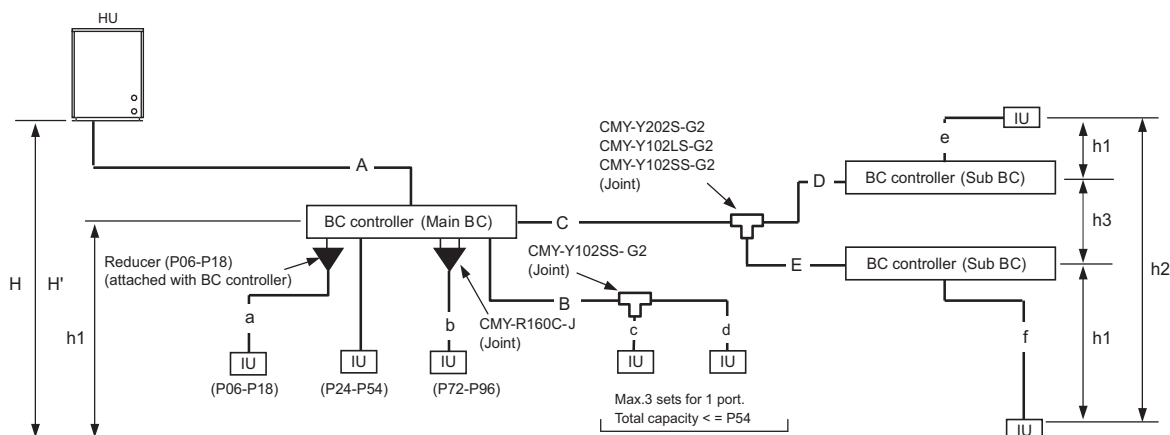 HU
CMY-Y202S-G2
CMY-Y102LS-G2
CMY-Y102SS-G2
(Joint)
IU
e
h1
A
D
BC controller (Sub BC)
BC controller (Main BC)
C
h3
Reducer (P06-P18)
(attached with BC controller)
CMY-Y102SS- G2
(Joint)
E
BC controller (Sub BC)
H
H'
h1
h2
a
b
CMY-R160C-J
(Joint)
B
c
d
f
h1
IU
IU
IU
IU
IU
(P06-P18)
(P24-P54)
(P72-P96)
Max.3 sets for 1 port.
Total capacity < = P54
IU